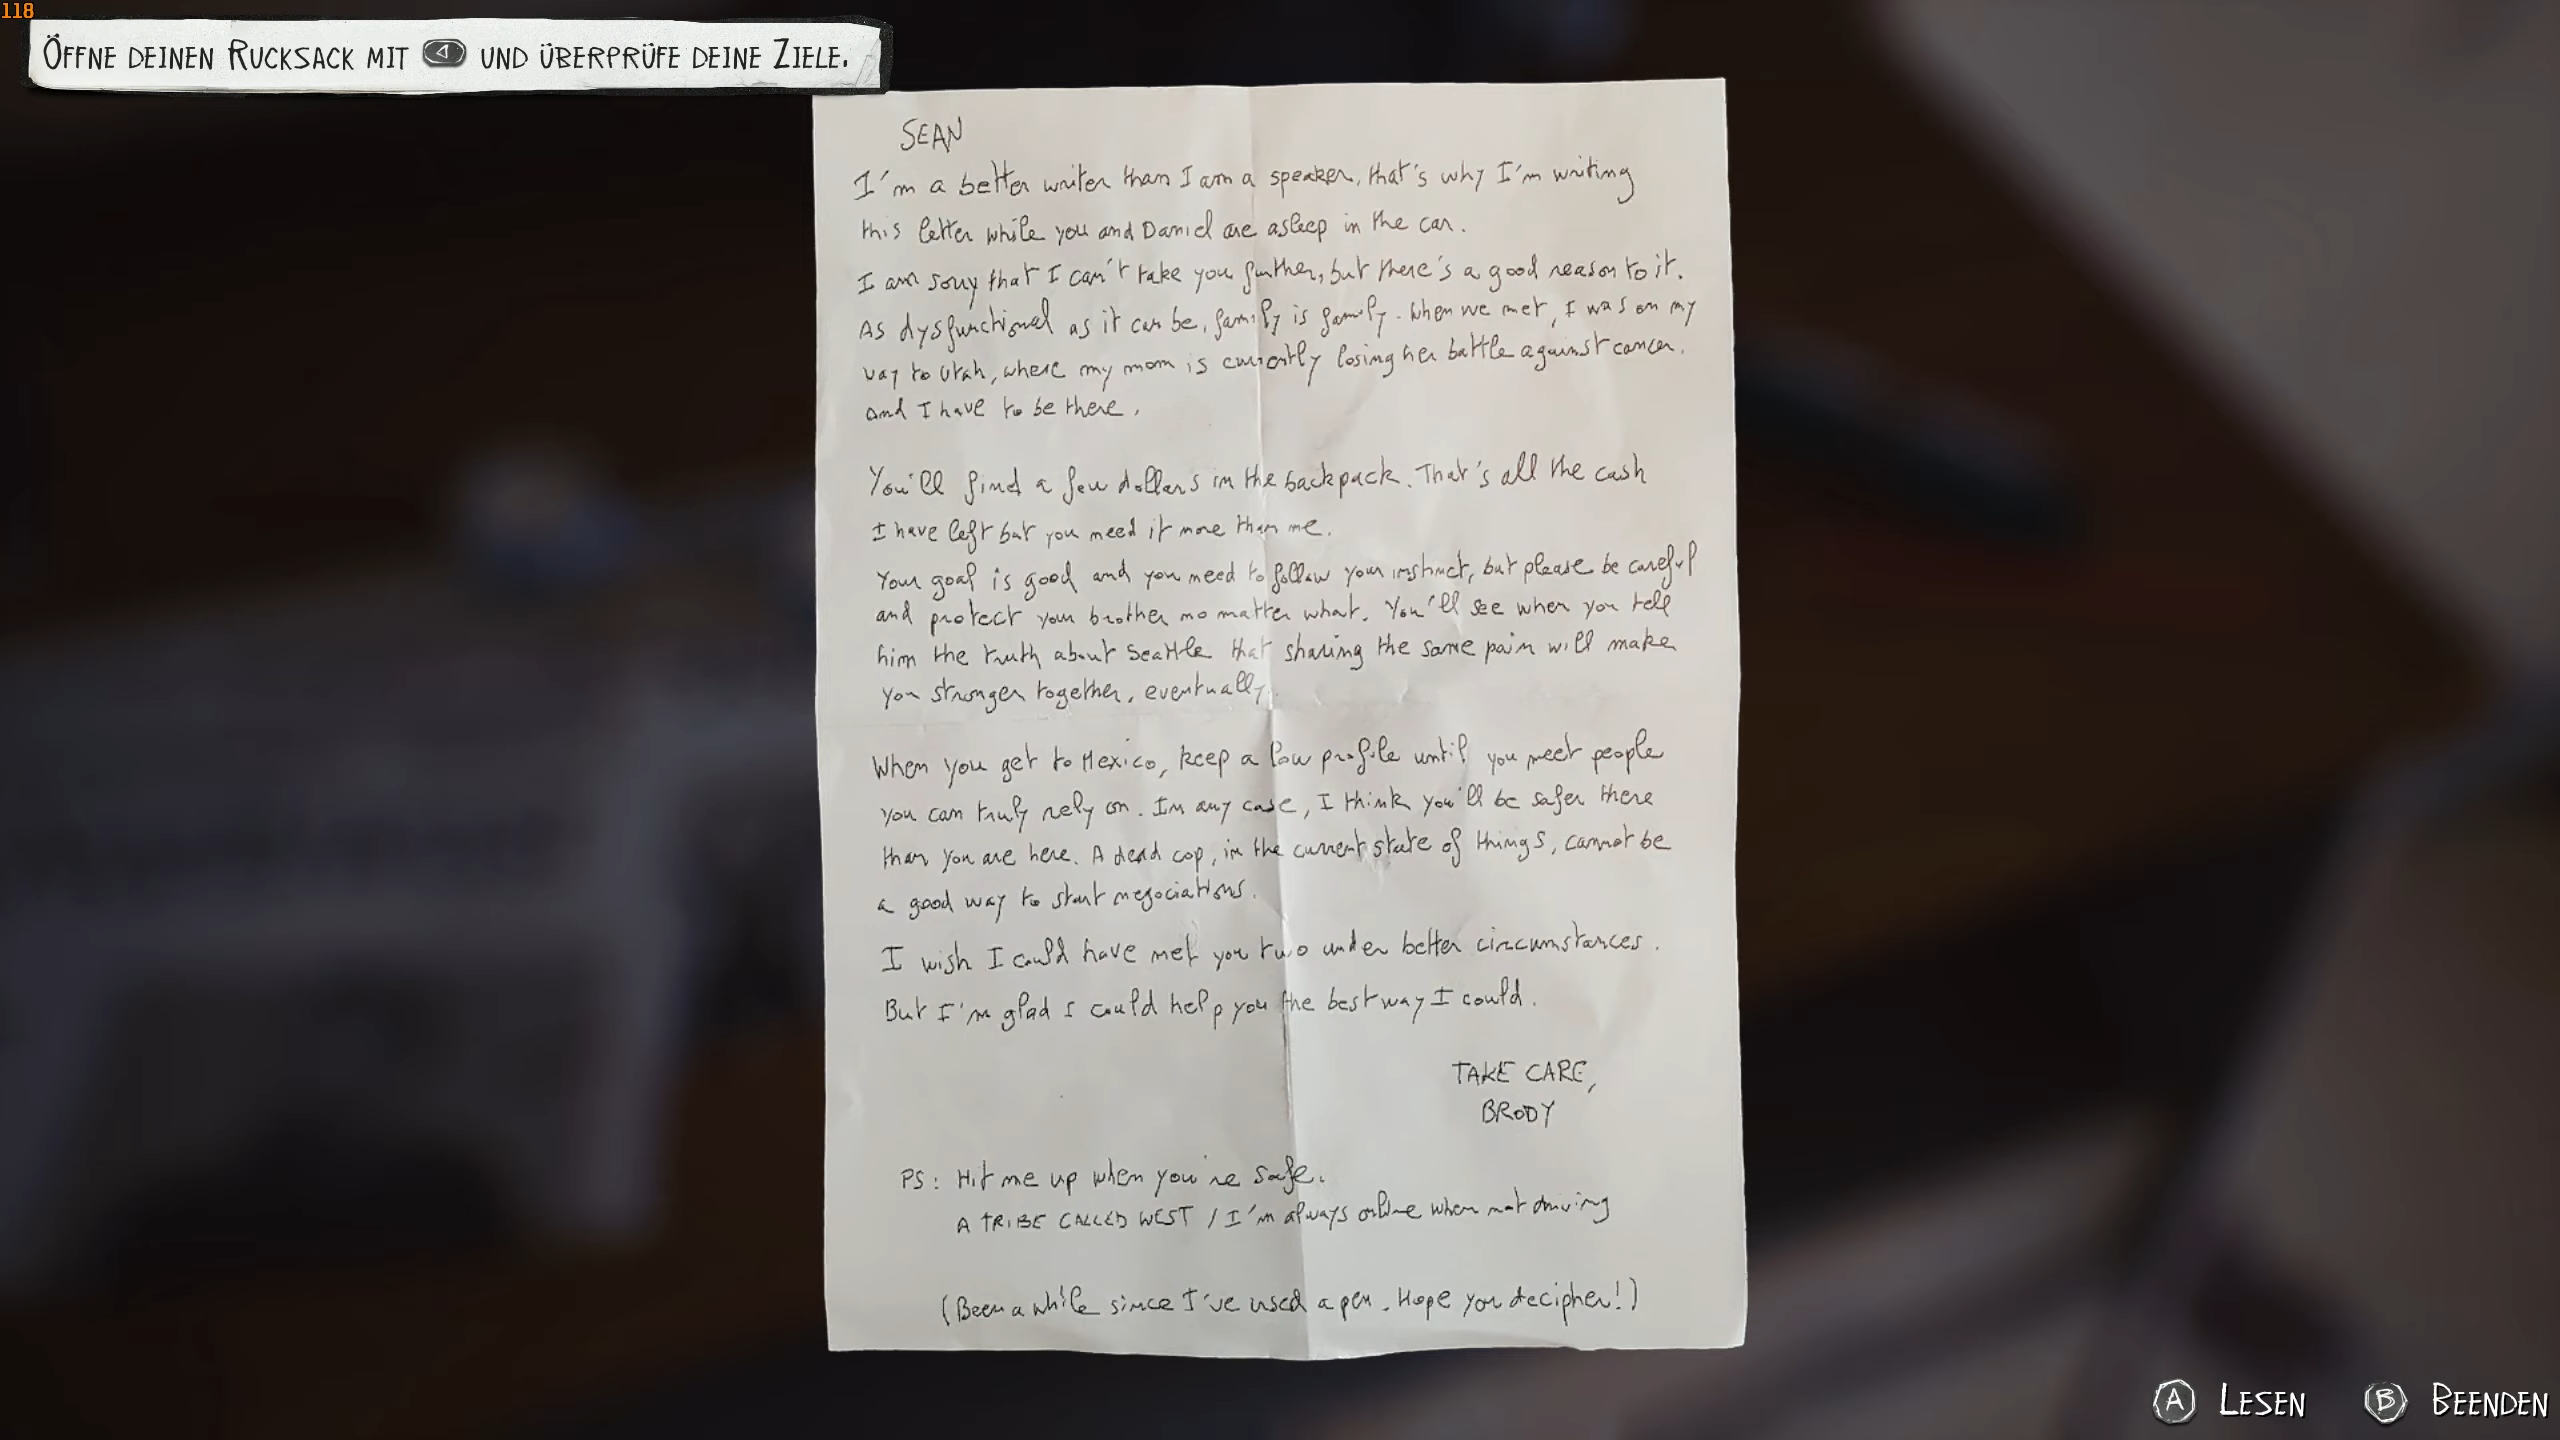 118
Öffne deinen Rucksack mit und überprüfe deine Ziele.
SEAN
I'm a better writer than I am a speaker, that's why I'm writing
this letter while you and Daniel are asleep in the car.
I am sorry that I can't take you further, but there's a good reason to it.
As dysfunctional as it can be, family is family. When we met, I was on my
way to Utah, where my mom is currently losing her battle against cancer.
and I have to be there.
You'll find a few dollars in the backpack. That's all the cash
I have left but you need it more than me.
Your goal is good and you need to follow your instinct, but please be careful
and protect your brother no matter what. You'll see when you tell
him the truth about Seattle that sharing the same pain will make
you stronger together, eventually.
When you get to Mexico, keep a low profile until you meet people
you can truly rely on. In any case, I think you'll be safer there
than you are here. A dead cop, in the current state of things, cannot be
a good way to start negociations.
I wish I could have met you two under better circumstances.
But I'm glad I could help you the best way I could.
TAKE CARE,
BRODY
PS: Hit me up when you're safe.
A TRIBE CALLED WEST / I'm always online when not driving
(Been a while since I've used a pen. Hope you decipher!)
A Lesen B Beenden